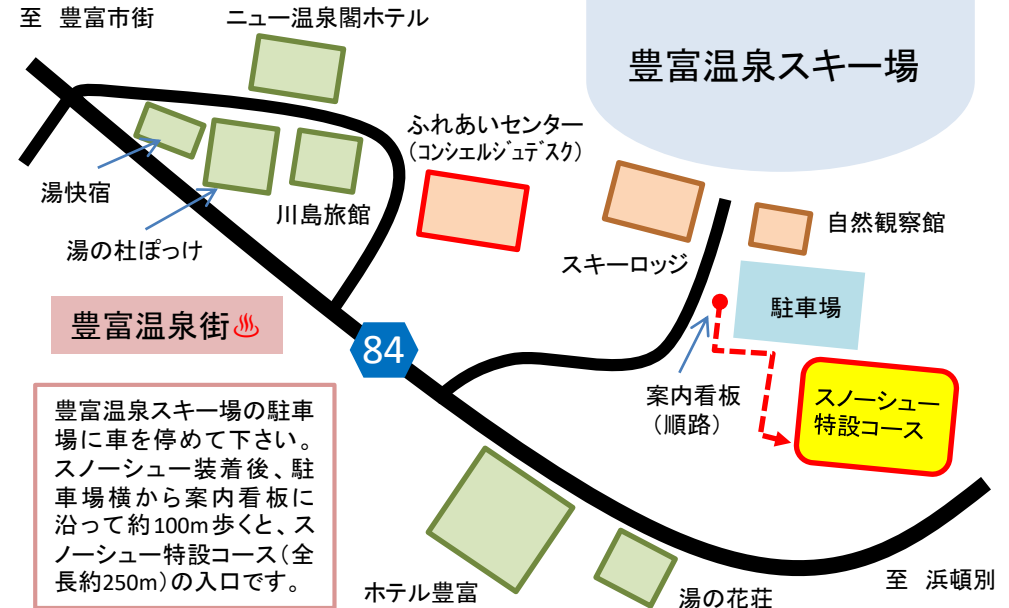 至 豊富市街
ニュー温泉閣ホテル
豊富温泉スキー場
ふれあいセンター
（コンシェルジュデスク）
湯快宿
川島旅館
自然観察館
湯の杜ぽっけ
スキーロッジ
駐車場
豊富温泉街♨
84
案内看板
（順路）
スノーシュー
特設コース
豊富温泉スキー場の駐車
場に車を停めて下さい。
スノーシュー装着後、駐
車場横から案内看板に
沿って約100m歩くと、ス
ノーシュー特設コース（全
長約250m）の入口です。
ホテル豊富
湯の花荘
至 浜頓別